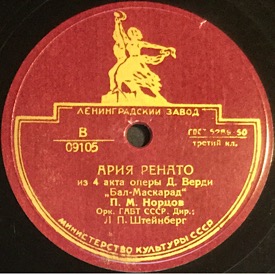 ЛЕНИНГРАДСКИЙ ЗАВОД
В
09105
ГОСТ 5289-50
третий кл.
АРИЯ РЕНАТО
из 4 акта оперы Д. Верди
„Бал-Маскарад"
П. М. Норцов
Орк. ГАБТ СССР. Дир.:
Л. П. Штейнберг
МИНИСТЕРСТВО КУЛЬТУРЫ СССР